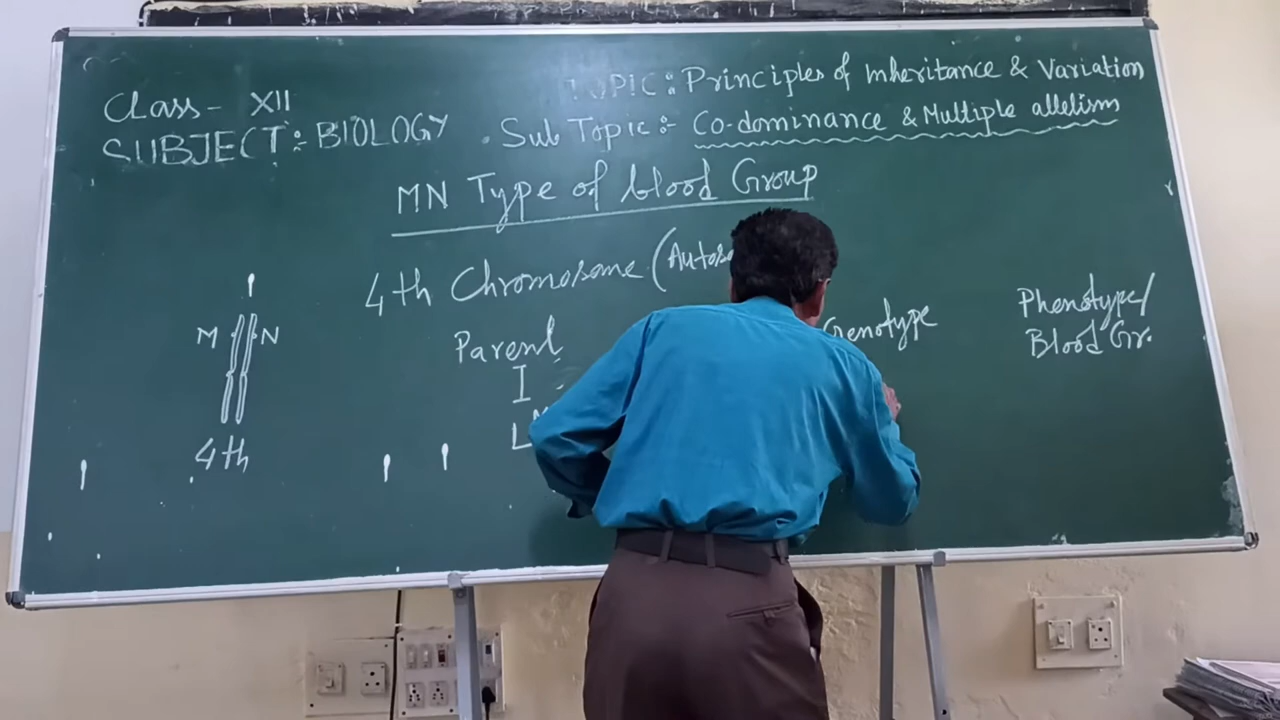 Class- XII
TOPIC: Principles of Inheritance & Variation
SUBJECT:- BIOLOGY
Sub Topic:- Co-dominance & Multiple allelism
MN Type of blood Group
4th Chromosome (Autoso
M N
Parent Genotype Phenotype/
Blood Gr.
I
L
4th